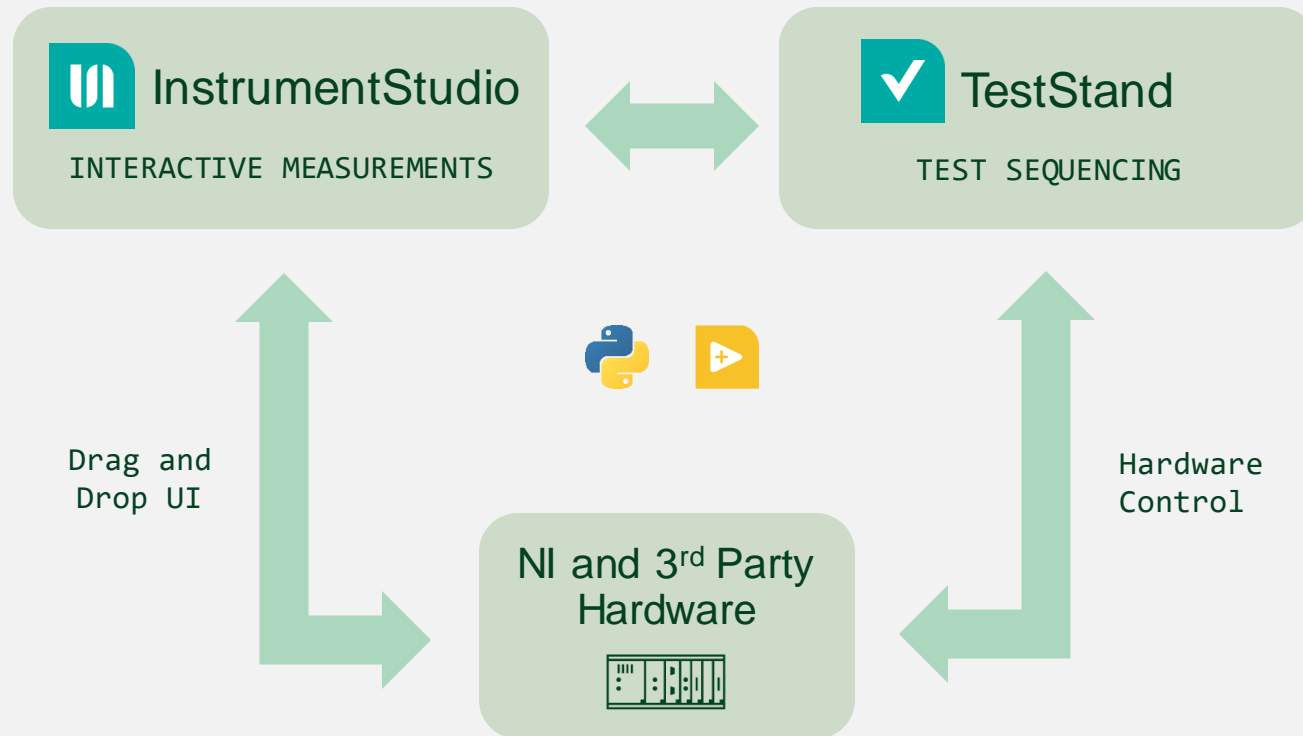 InstrumentStudio
INTERACTIVE MEASUREMENTS
TestStand
TEST SEQUENCING
Drag and
Drop UI
Hardware
Control
NI and 3rd Party
Hardware